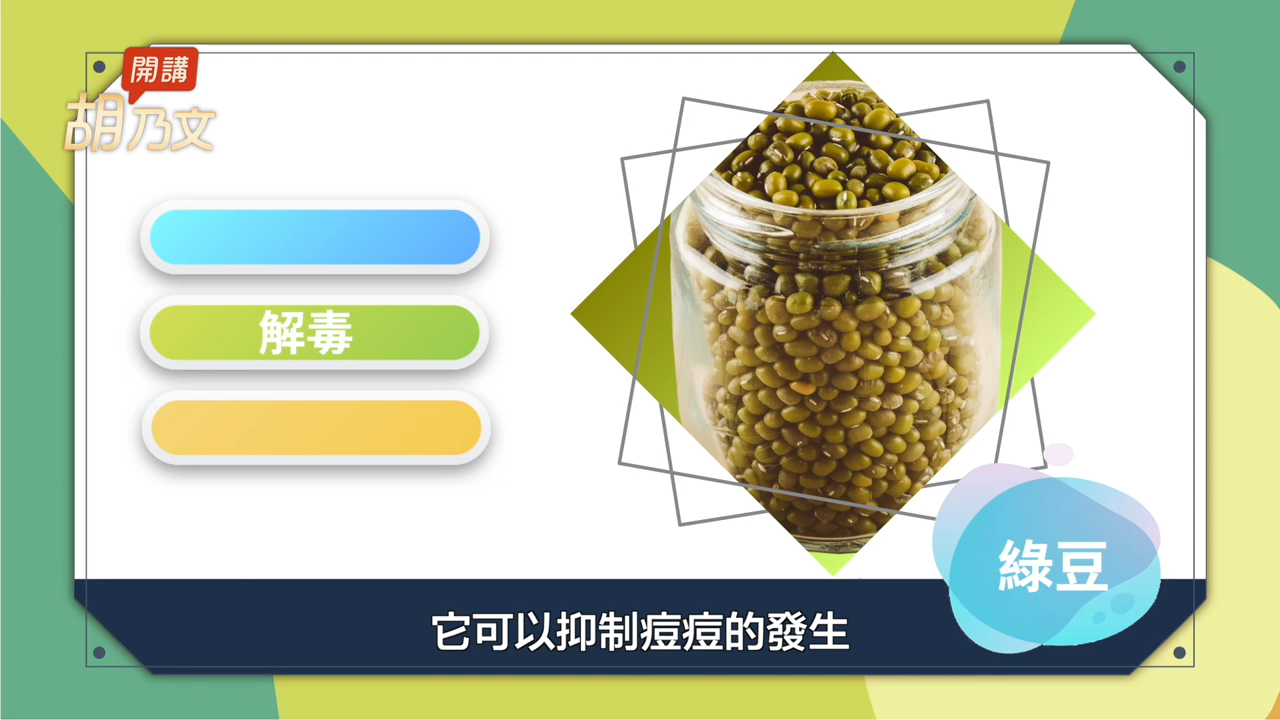 開講
胡乃文
解毒
綠豆
它可以抑制痘痘的發生